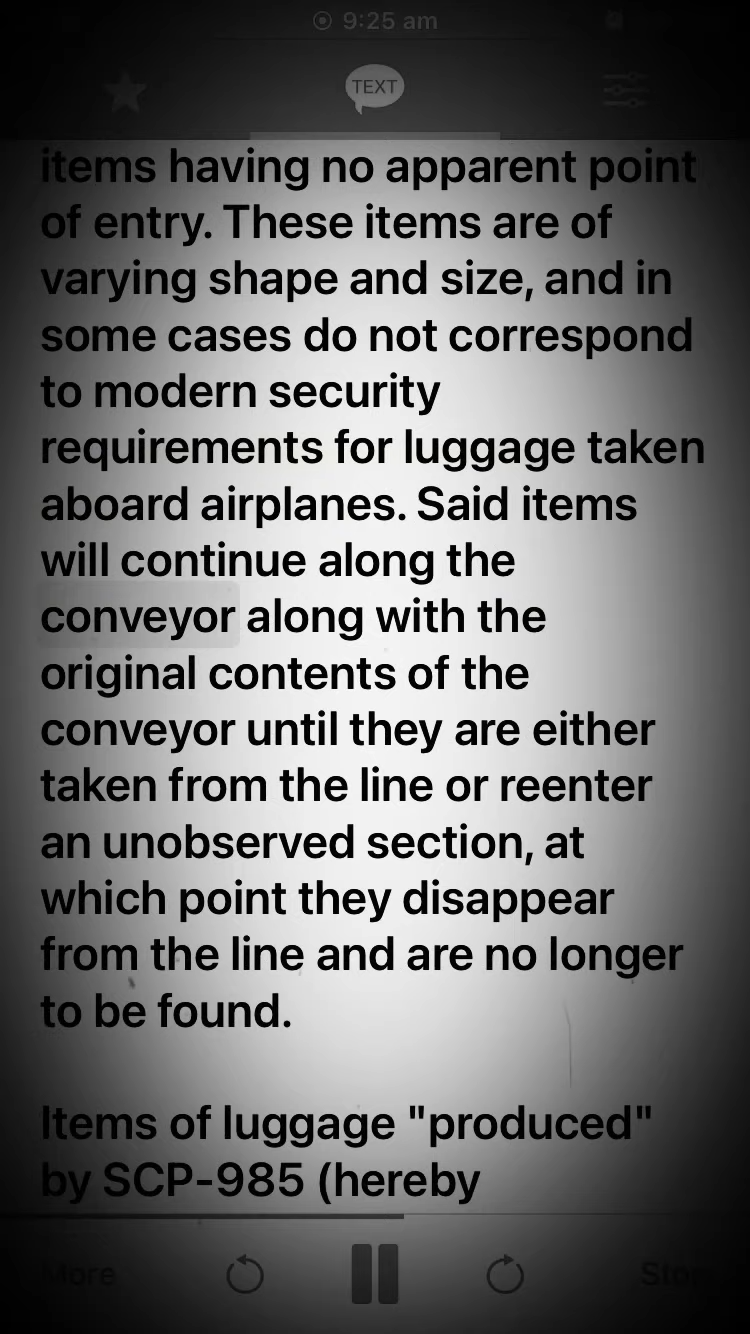 9:25 am
TEXT
items having no apparent point
of entry. These items are of
varying shape and size, and in
some cases do not correspond
to modern security
requirements for luggage taken
aboard airplanes. Said items
will continue along the
conveyor along with the
original contents of the
conveyor until they are either
taken from the line or reenter
an unobserved section, at
which point they disappear
from the line and are no longer
to be found.
Items of luggage "produced"
by SCP-985 (hereby
More
Stop